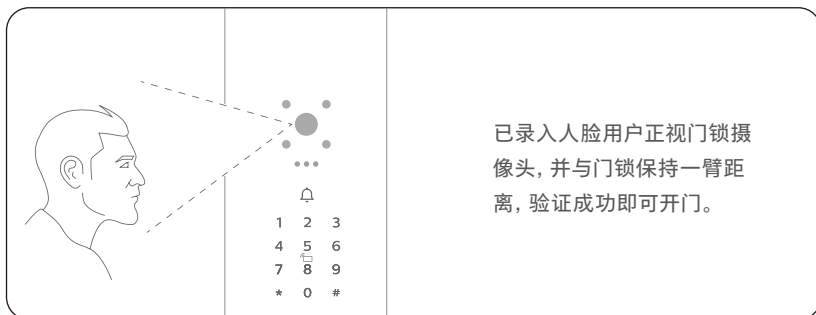 1 2 3
4 5 6
7 8 9
* 0 #
已录入人脸用户正视门锁摄
像头,并与门锁保持一臂距
离,验证成功即可开门。